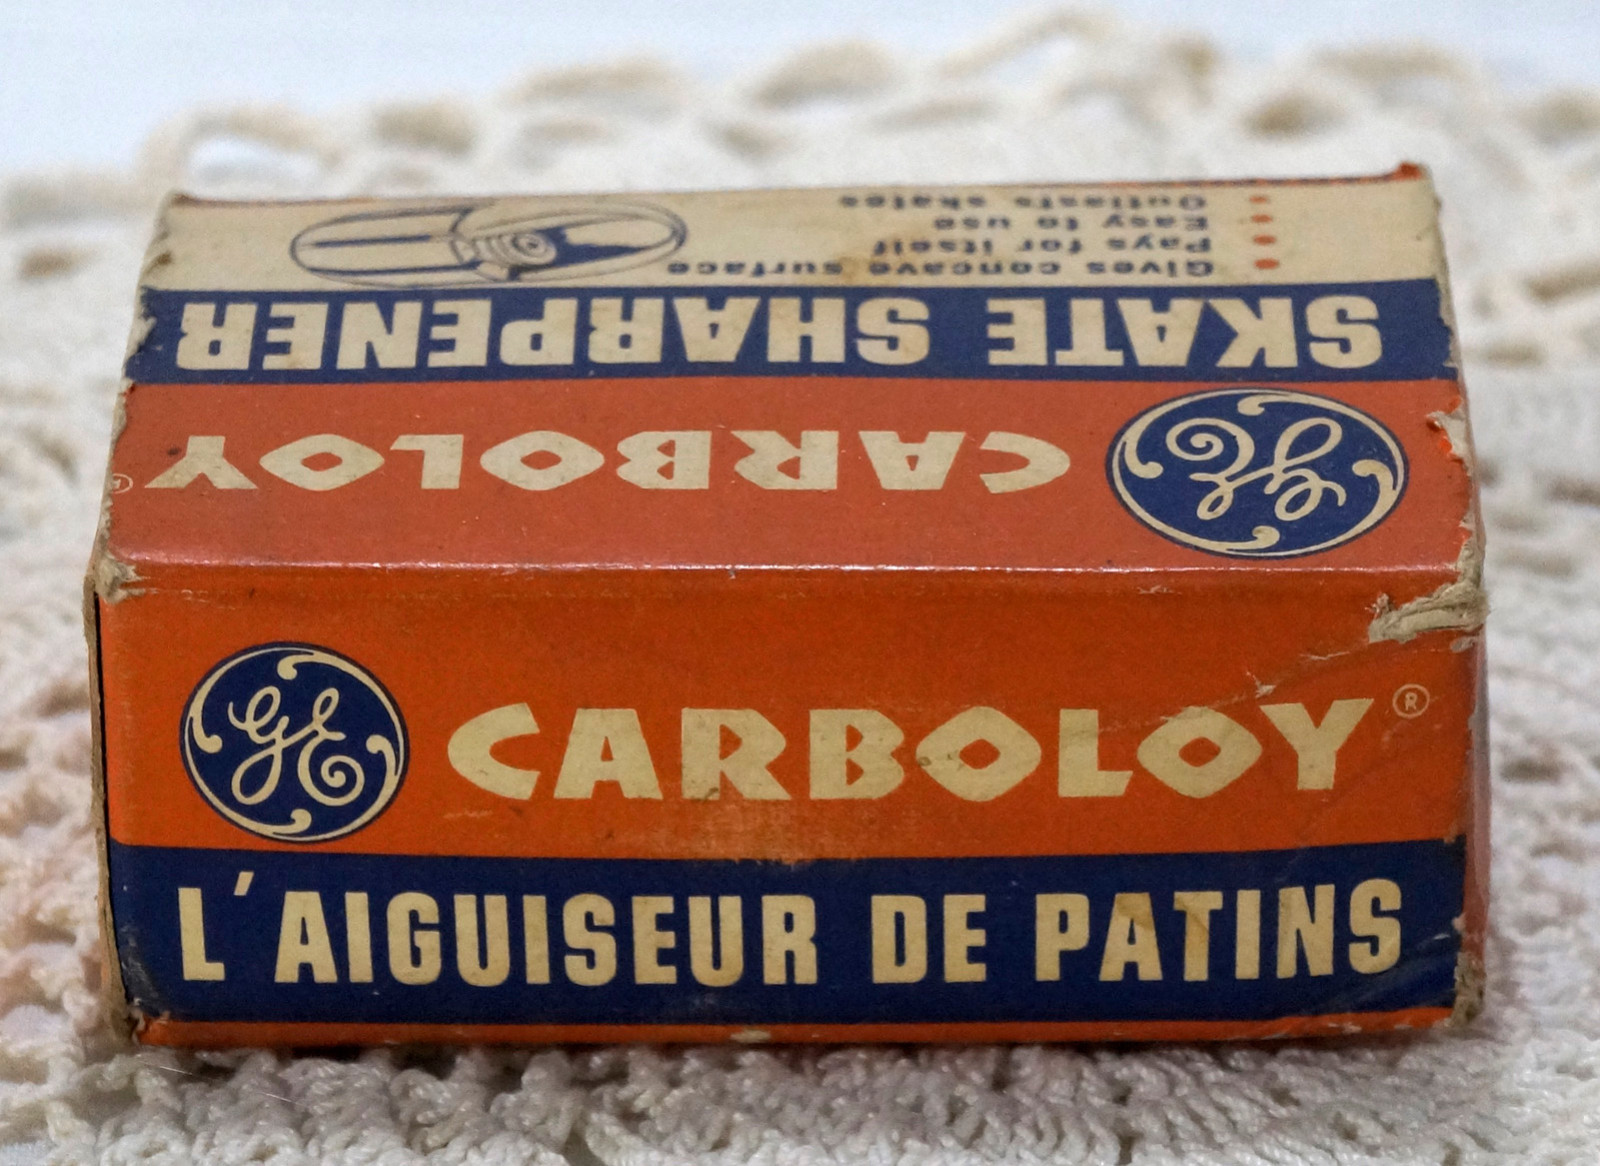 GE CARBOLOY®
SKATE SHARPENER
Gives concave surface
Pays for itself
Easy to use
Outlasts skates
GE CARBOLOY®
L'AIGUISEUR DE PATINS